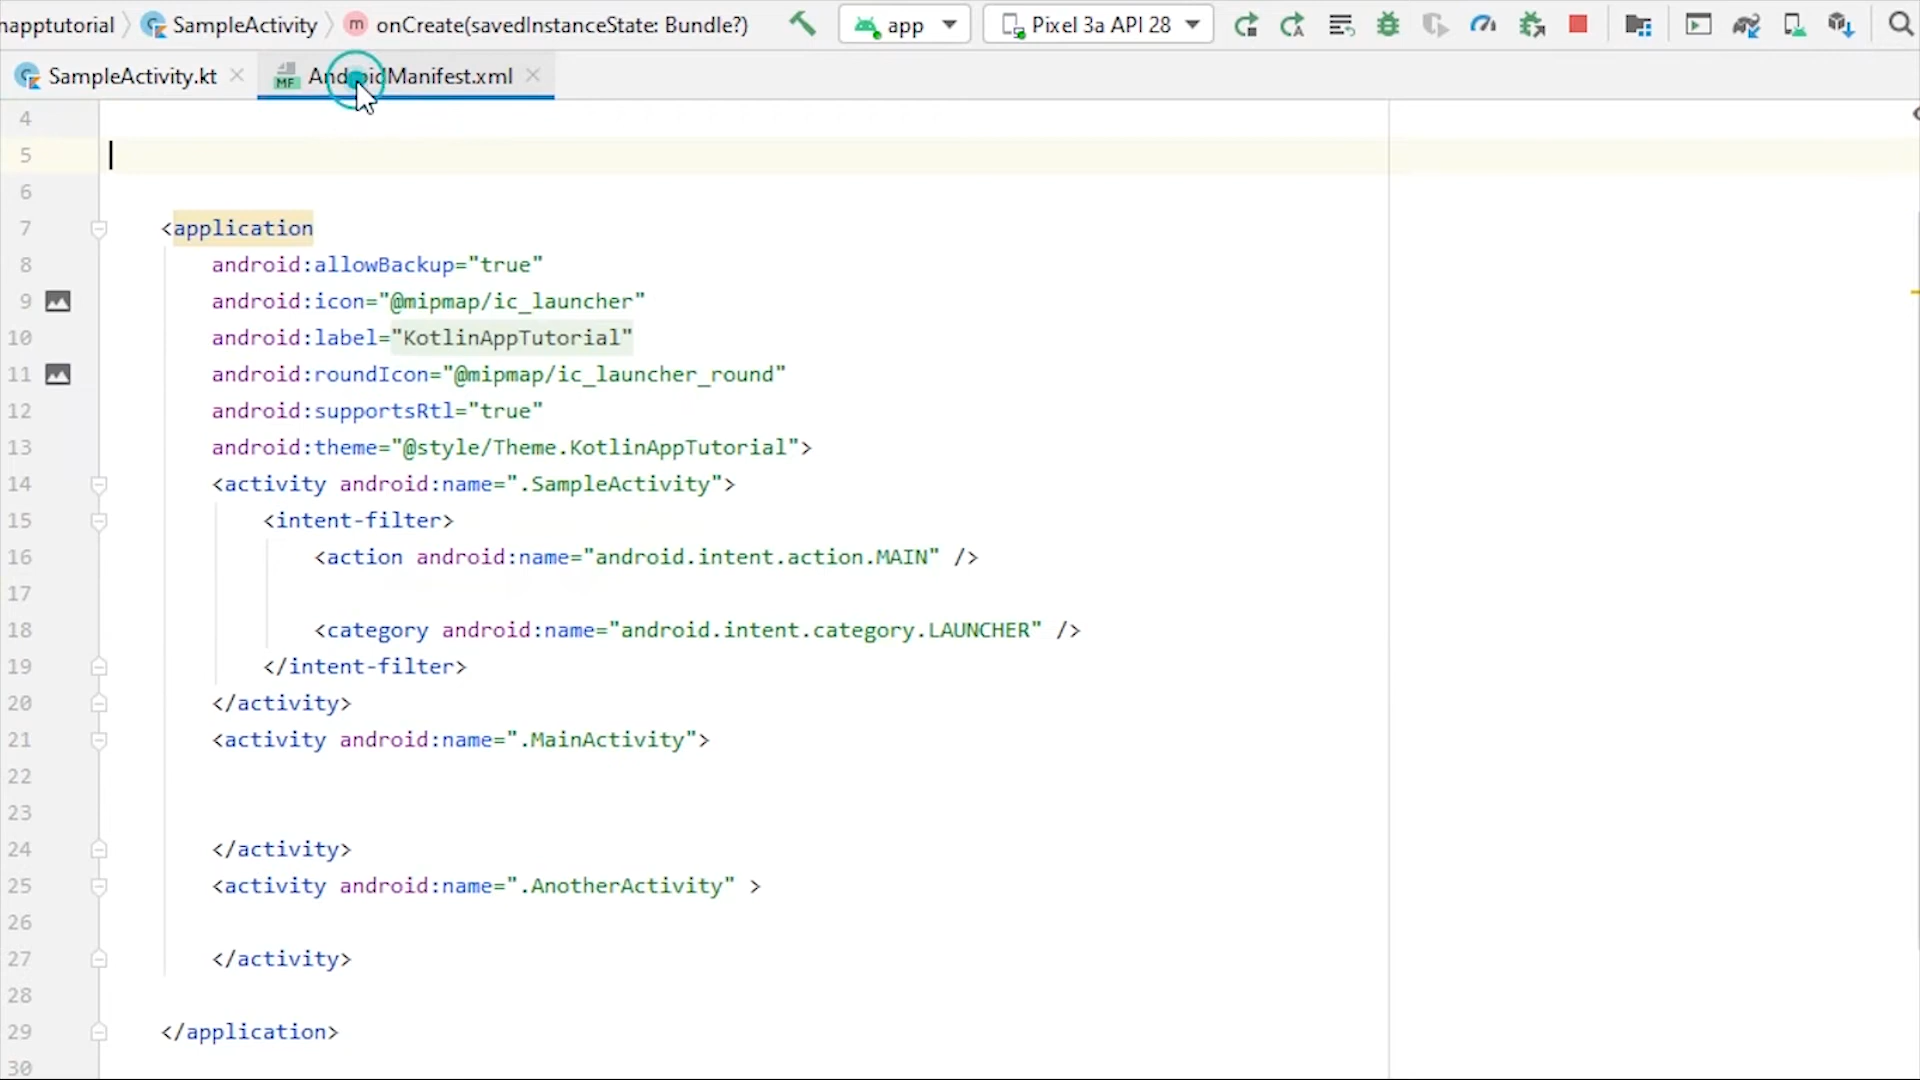 napptutorial SampleActivity m onCreate(savedInstanceState: Bundle?) app Pixel 3a API 28
SampleActivity.kt MF AndroidManifest.xml
4
5
6
7 <application
8 android:allowBackup="true"
9 android:icon="@mipmap/ic_launcher"
10 android:label="KotlinAppTutorial"
11 android:roundIcon="@mipmap/ic_launcher_round"
12 android:supportsRtl="true"
13 android:theme="@style/Theme.KotlinAppTutorial">
14 <activity android:name=".SampleActivity">
15 <intent-filter>
16 <action android:name="android.intent.action.MAIN" />
17
18 <category android:name="android.intent.category.LAUNCHER" />
19 </intent-filter>
20 </activity>
21 <activity android:name=".MainActivity">
22
23
24 </activity>
25 <activity android:name=".AnotherActivity" >
26
27 </activity>
28
29 </application>
30